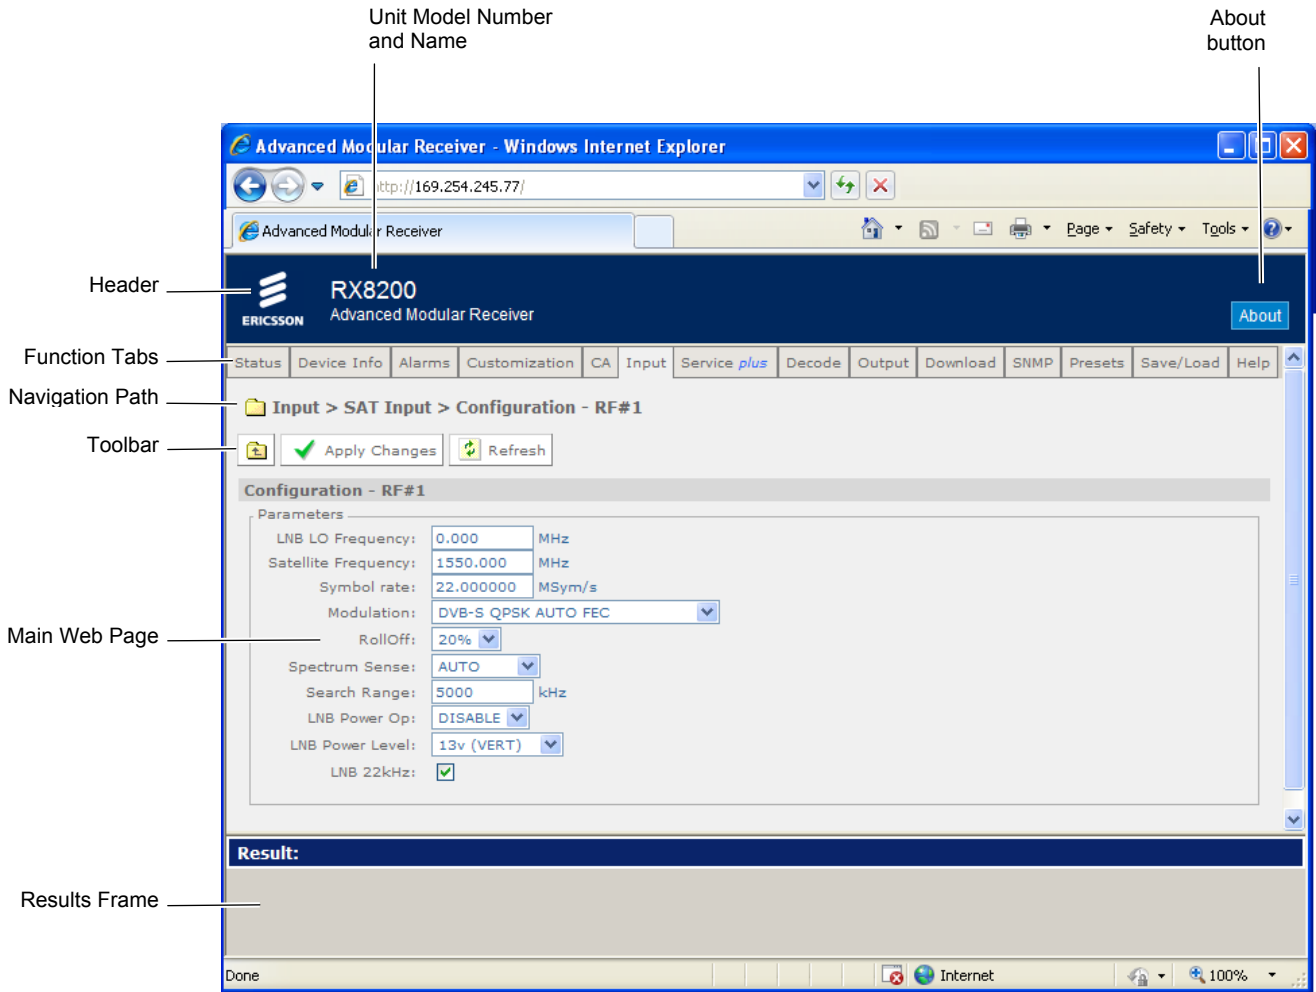 Unit Model Number
and Name
About
button
Advanced Modular Receiver - Windows Internet Explorer
http://169.254.245.77/
Advanced Modular Receiver
Page
Safety
Tools
Header
ERICSSON
RX8200
Advanced Modular Receiver
About
Function Tabs
Status Device Info Alarms Customization CA Input Service plus Decode Output Download SNMP Presets Save/Load Help
Navigation Path
Input > SAT Input > Configuration - RF#1
Toolbar
Apply Changes
Refresh
Configuration - RF#1
Parameters
LNB LO Frequency: 0.000 MHz
Satellite Frequency: 1550.000 MHz
Symbol rate: 22.000000 MSym/s
Modulation: DVB-S QPSK AUTO FEC
Main Web Page
RollOff: 20%
Spectrum Sense: AUTO
Search Range: 5000 kHz
LNB Power Op: DISABLE
LNB Power Level: 13v (VERT)
LNB 22kHz:
Result:
Results Frame
Done
Internet
100%